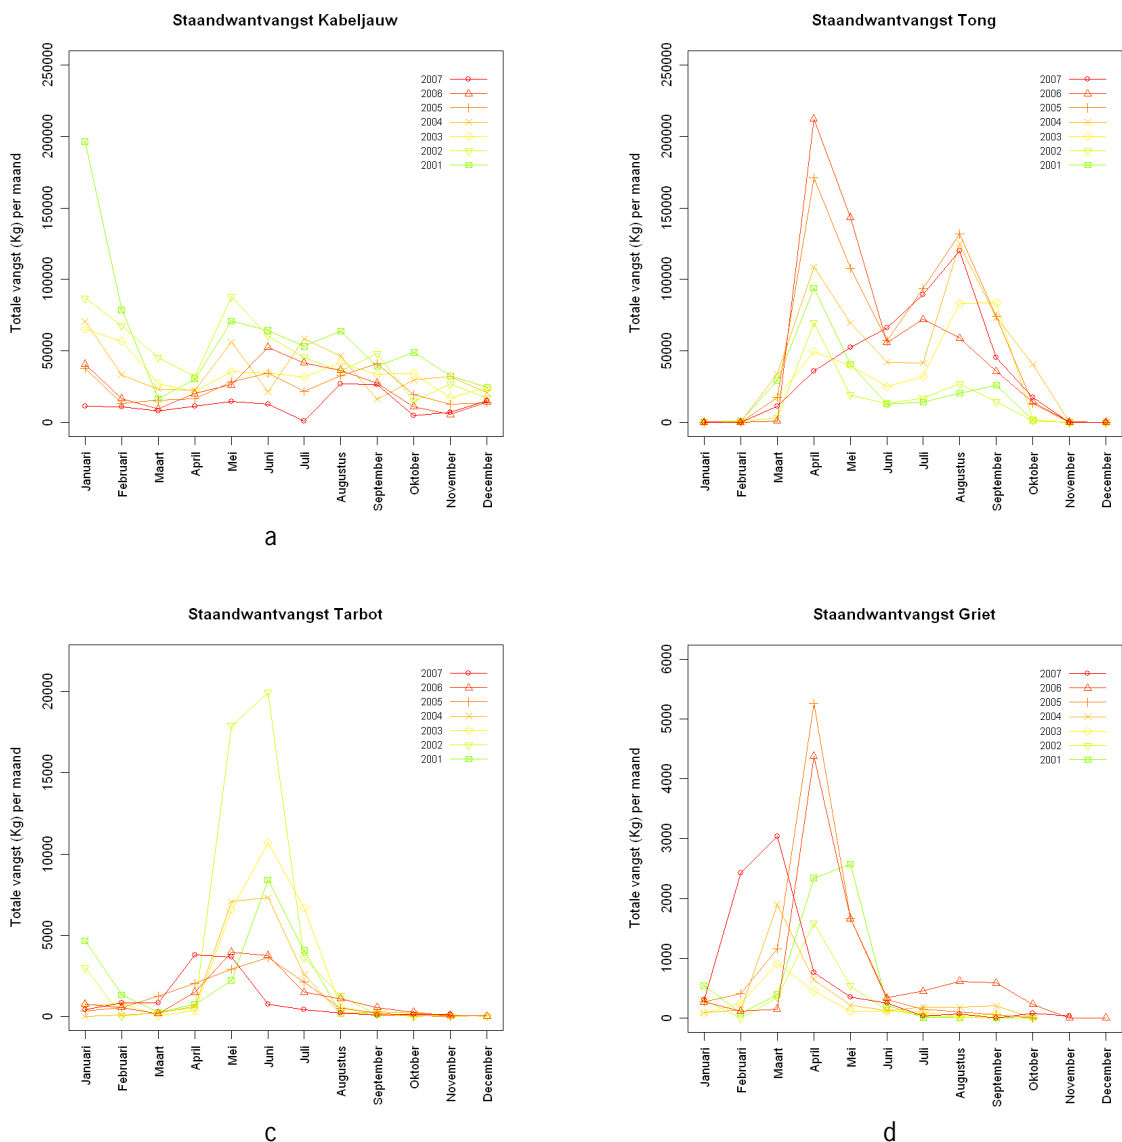 Staandwantvangst Kabeljauw
Totale vangst (Kg) per maand
250000
200000
150000
100000
50000
0
2007
2006
2005
2004
2003
2002
2001
Januari
Februari
Maart
April
Mei
Juni
Juli
Augustus
September
Oktober
November
December
a
Staandwantvangst Tong
Totale vangst (Kg) per maand
250000
200000
150000
100000
50000
0
2007
2006
2005
2004
2003
2002
2001
Januari
Februari
Maart
April
Mei
Juni
Juli
Augustus
September
Oktober
November
December
Staandwantvangst Tarbot
Totale vangst (Kg) per maand
20000
15000
10000
5000
0
2007
2006
2005
2004
2003
2002
2001
Januari
Februari
Maart
April
Mei
Juni
Juli
Augustus
September
Oktober
November
December
c
Staandwantvangst Griet
Totale vangst (Kg) per maand
6000
5000
4000
3000
2000
1000
0
2007
2006
2005
2004
2003
2002
2001
Januari
Februari
Maart
April
Mei
Juni
Juli
Augustus
September
Oktober
November
December
d